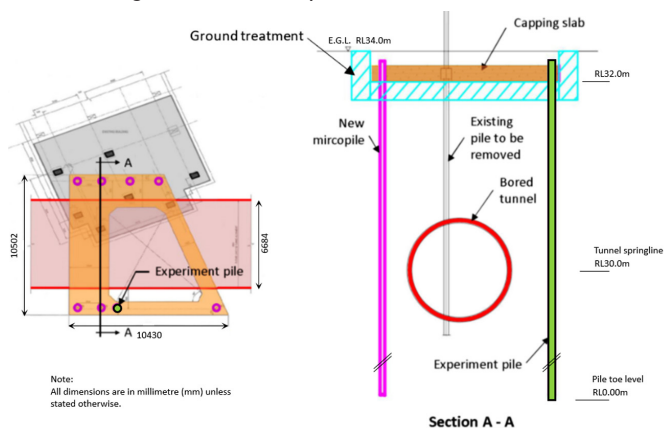 Capping slab
Ground treatment
E.G.L. RL34.0m
RL32.0m
New
mircopile
Existing
pile to be
removed
Bored
tunnel
A
10502
6684
Experiment pile
A
10430
Tunnel springline
RL30.0m
Experiment pile
Pile toe level
RL0.00m
Note:
All dimensions are in millimetre (mm) unless
stated otherwise.
Section A - A